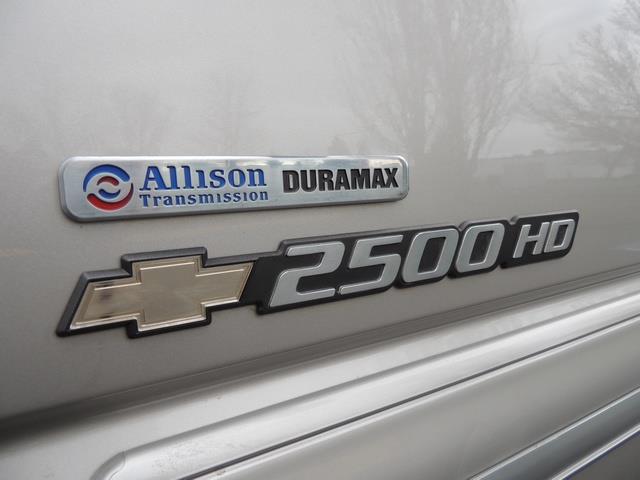 Allison DURAMAX
Transmission
2500 HD